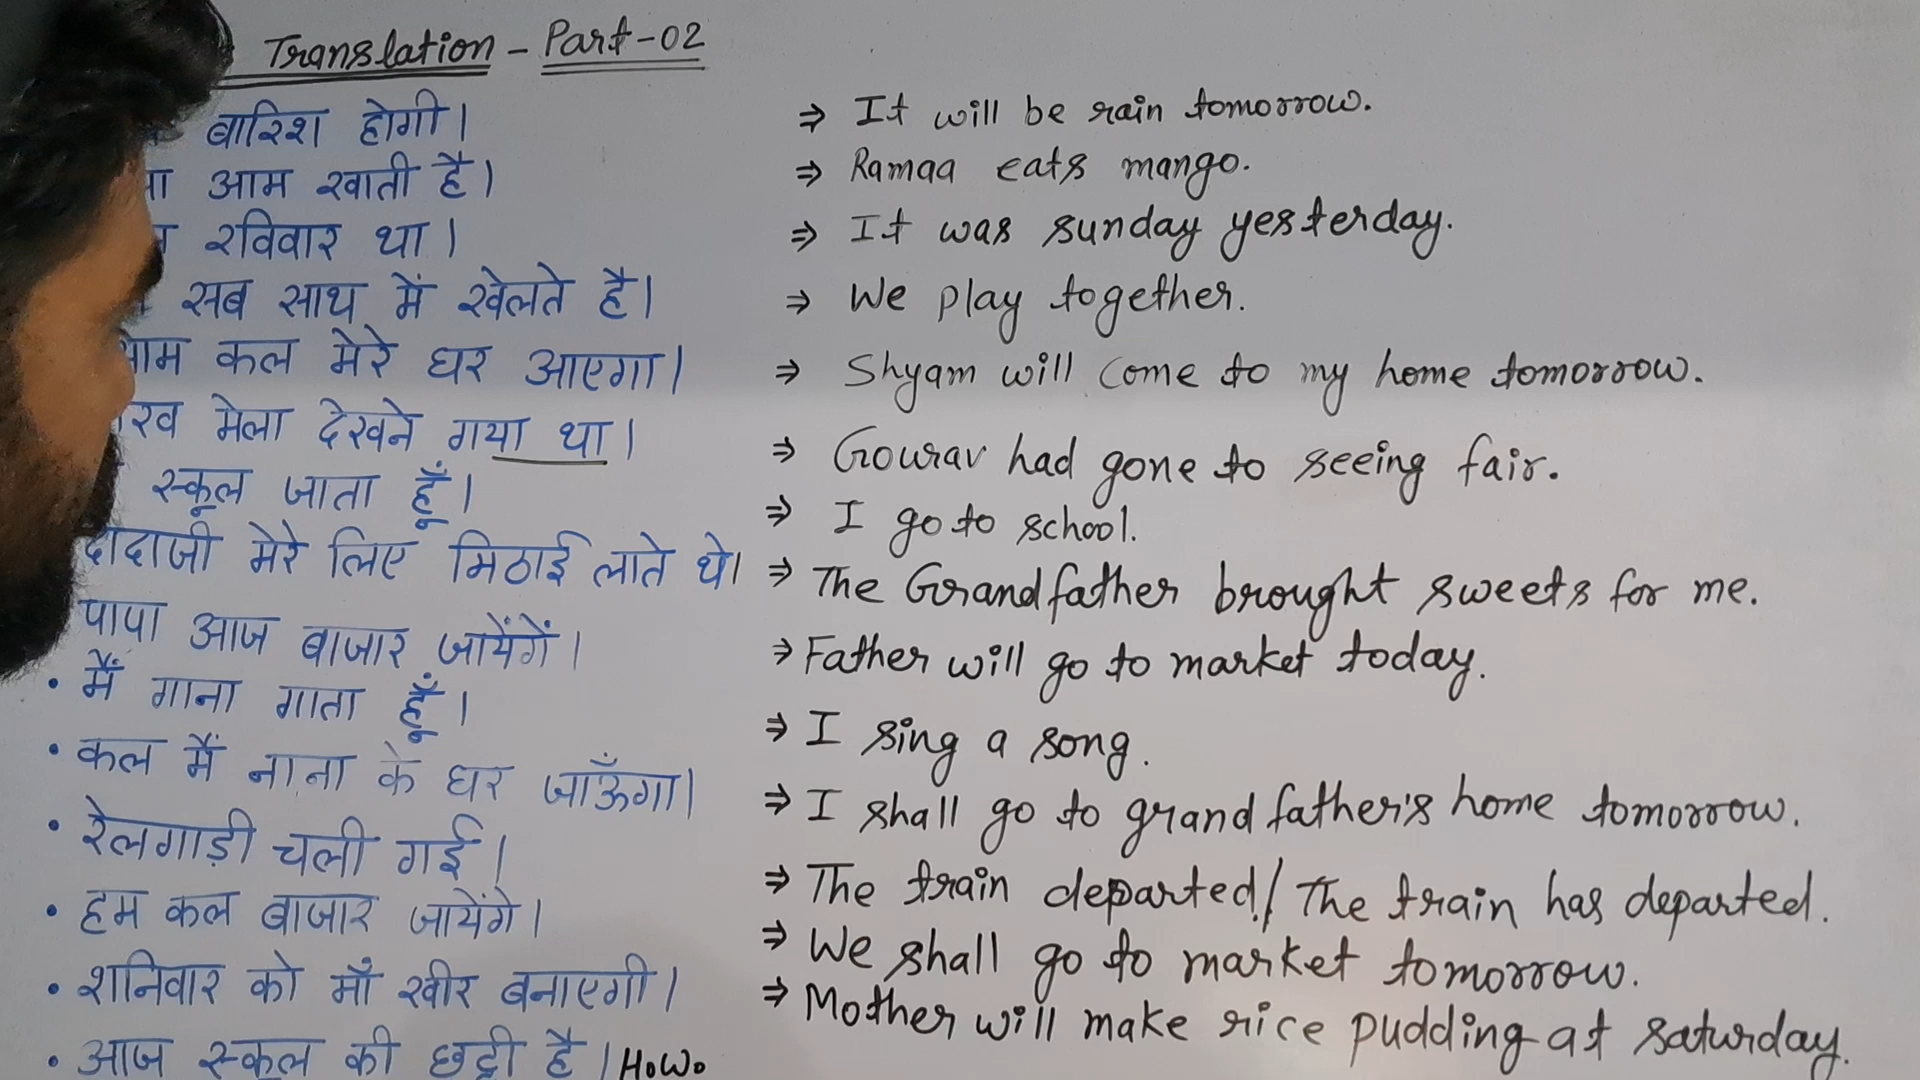 Translation - Part-02
बारिश होगी। ⇒ It will be rain tomorrow.
आम खाती है। ⇒ Ramaa eats mango.
रविवार था। ⇒ It was sunday yesterday.
सब साथ में खेलते है। ⇒ We play together.
कल मेरे घर आएगा। ⇒ Shyam will come to my home tomorrow.
मेला देखने गया था। ⇒ Gourav had gone to seeing fair.
स्कूल जाता हूँ। ⇒ I go to school.
दादाजी मेरे लिए मिठाई लाते थे। ⇒ The Grandfather brought sweets for me.
पापा आज बाजार जायेंगें। ⇒ Father will go to market today.
• मैं गाना गाता हूँ। ⇒ I sing a song.
• कल मैं नाना के घर जाऊँगा। ⇒ I shall go to grandfather's home tomorrow.
• रेलगाड़ी चली गई। ⇒ The train departed./ The train has departed.
• हम कल बाजार जायेंगे। ⇒ We shall go to market tomorrow.
• शनिवार को माँ खीर बनाएगी। ⇒ Mother will make rice pudding at saturday.
• आज स्कूल की छुट्टी है। H.W.